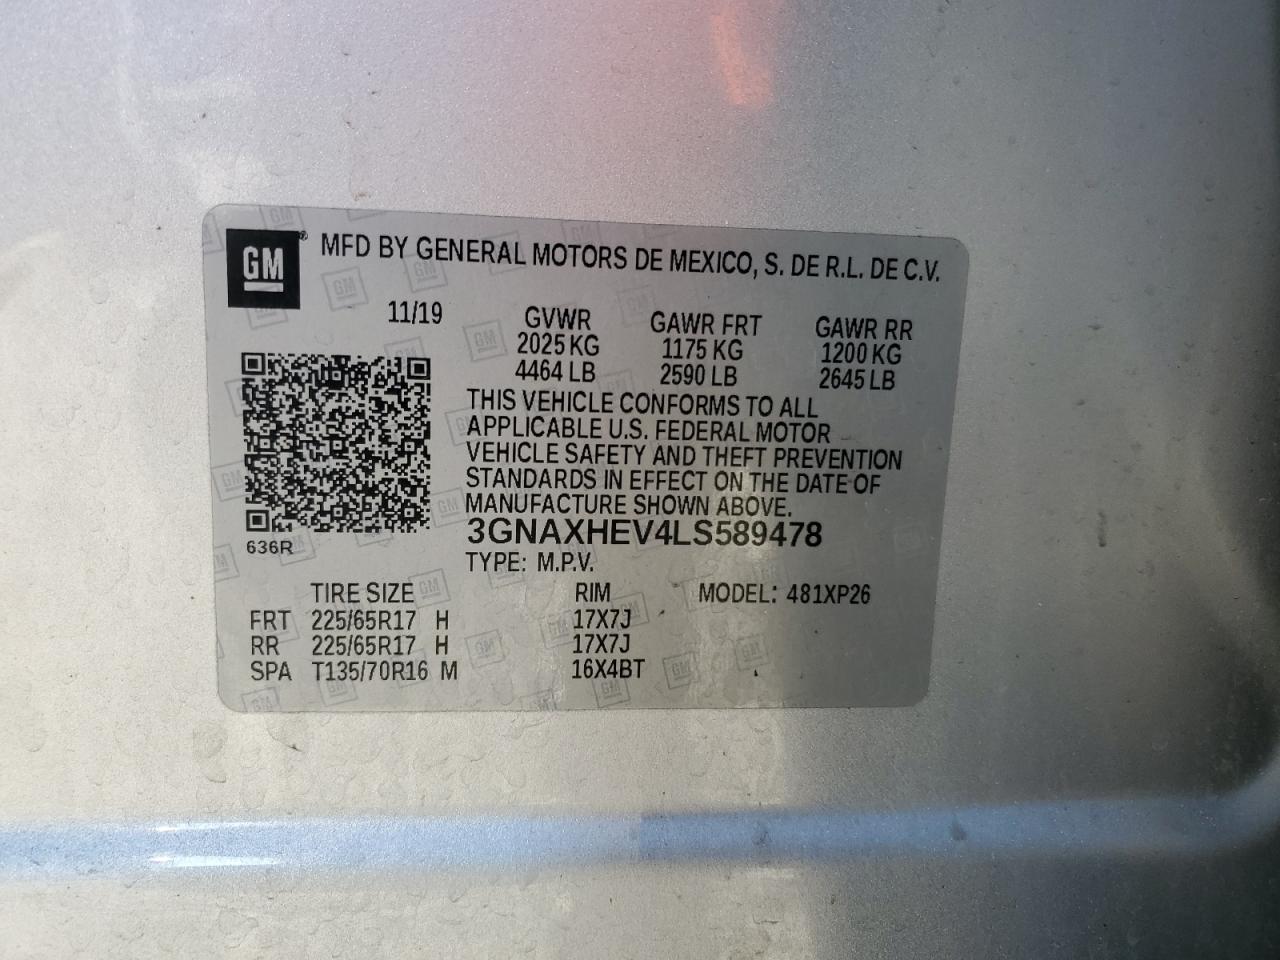 GM® MFD BY GENERAL MOTORS DE MEXICO, S. DE R.L. DE C.V.
11/19 GVWR GAWR FRT GAWR RR
2025 KG 1175 KG 1200 KG
4464 LB 2590 LB 2645 LB
THIS VEHICLE CONFORMS TO ALL
APPLICABLE U.S. FEDERAL MOTOR
VEHICLE SAFETY AND THEFT PREVENTION
STANDARDS IN EFFECT ON THE DATE OF
MANUFACTURE SHOWN ABOVE.
3GNAXHEV4LS589478
636R
TYPE: M.P.V.
TIRE SIZE RIM MODEL: 481XP26
FRT 225/65R17 H 17X7J
RR 225/65R17 H 17X7J
SPA T135/70R16 M 16X4BT